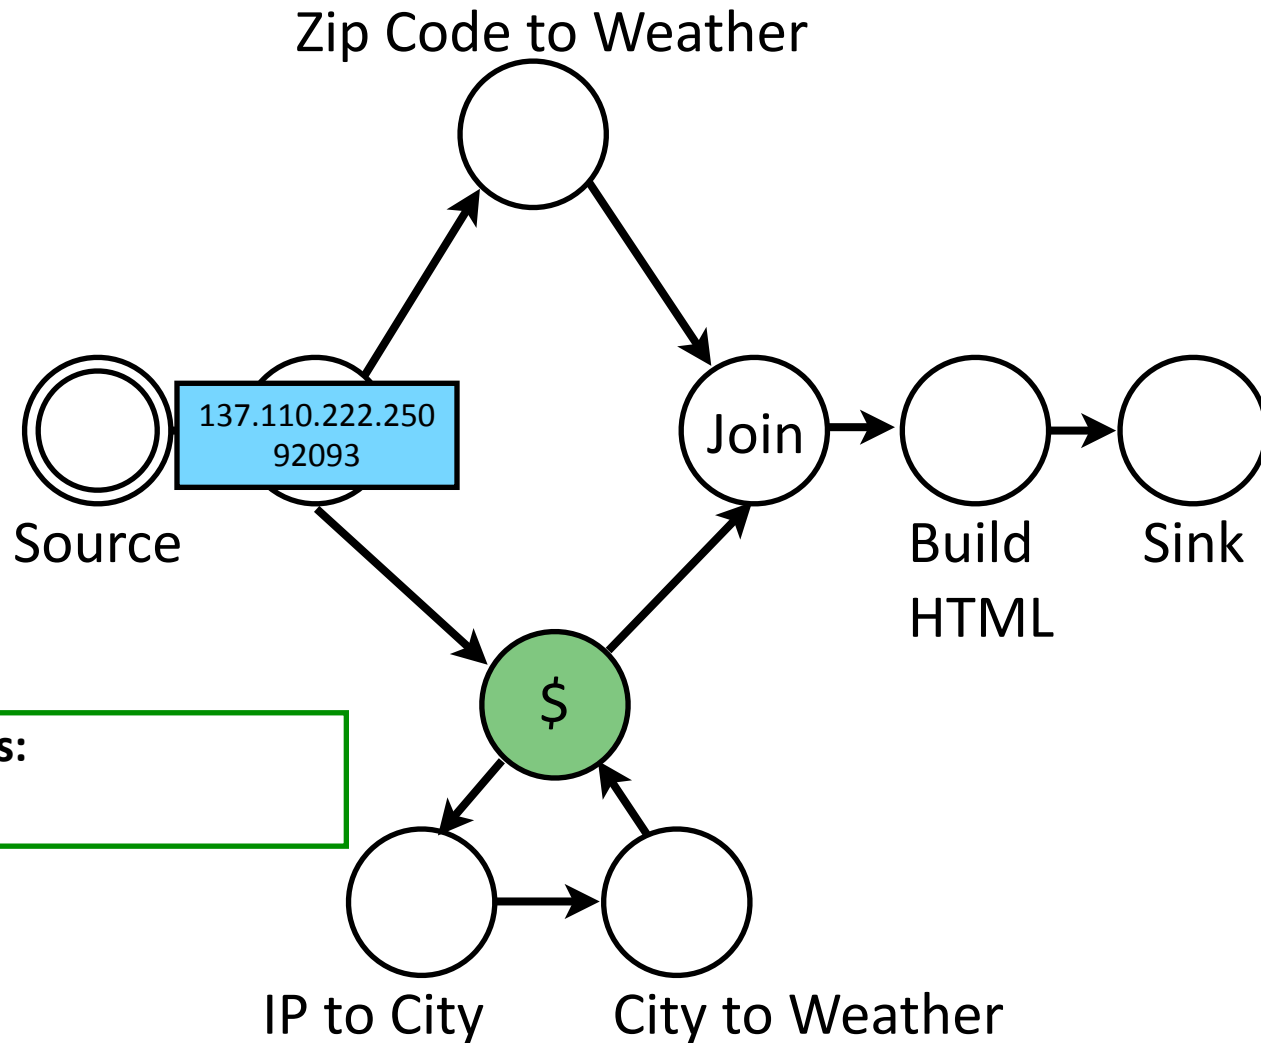 Zip Code to Weather
137.110.222.250
92093
Join
Source
Build
HTML
Sink
$
s:
IP to City
City to Weather